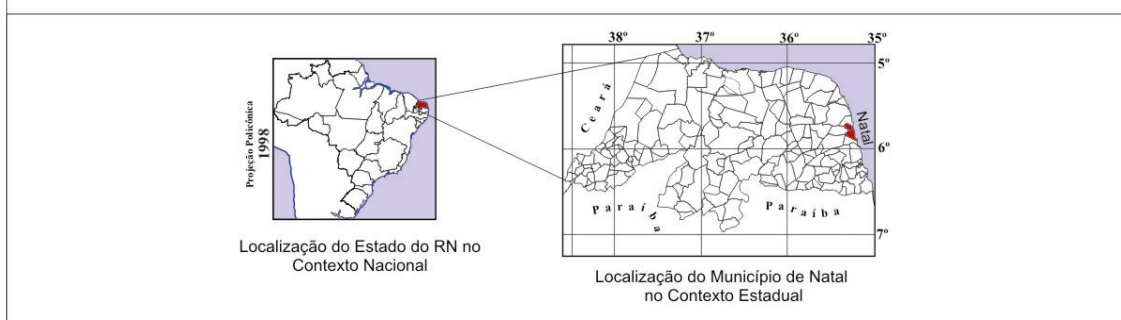 Projeção Policônica
1998
Localização do Estado do RN no
Contexto Nacional
38º 37º 36º 35º
5º
6º
7º
Ceará
Natal
Paraíba Paraíba
Localização do Município de Natal
no Contexto Estadual